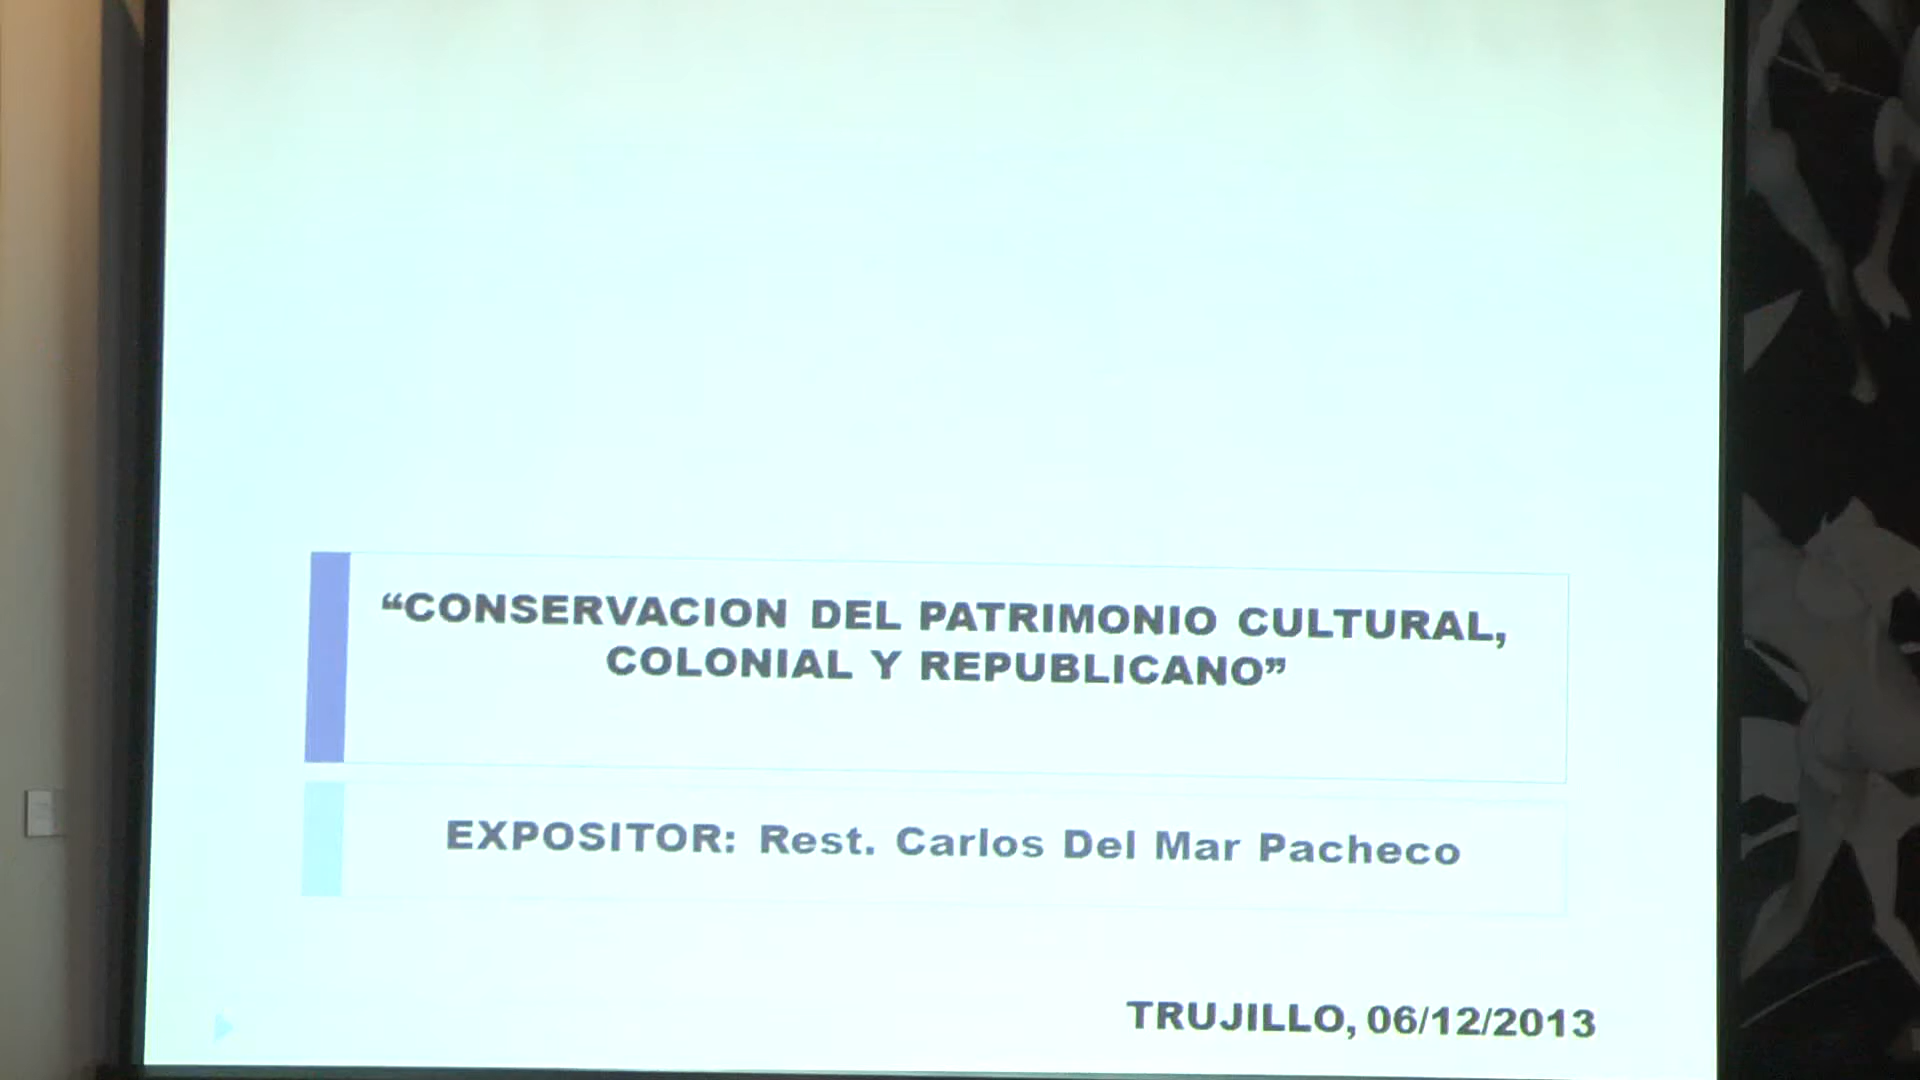 “CONSERVACION DEL PATRIMONIO CULTURAL,
COLONIAL Y REPUBLICANO”
EXPOSITOR: Rest. Carlos Del Mar Pacheco
TRUJILLO, 06/12/2013